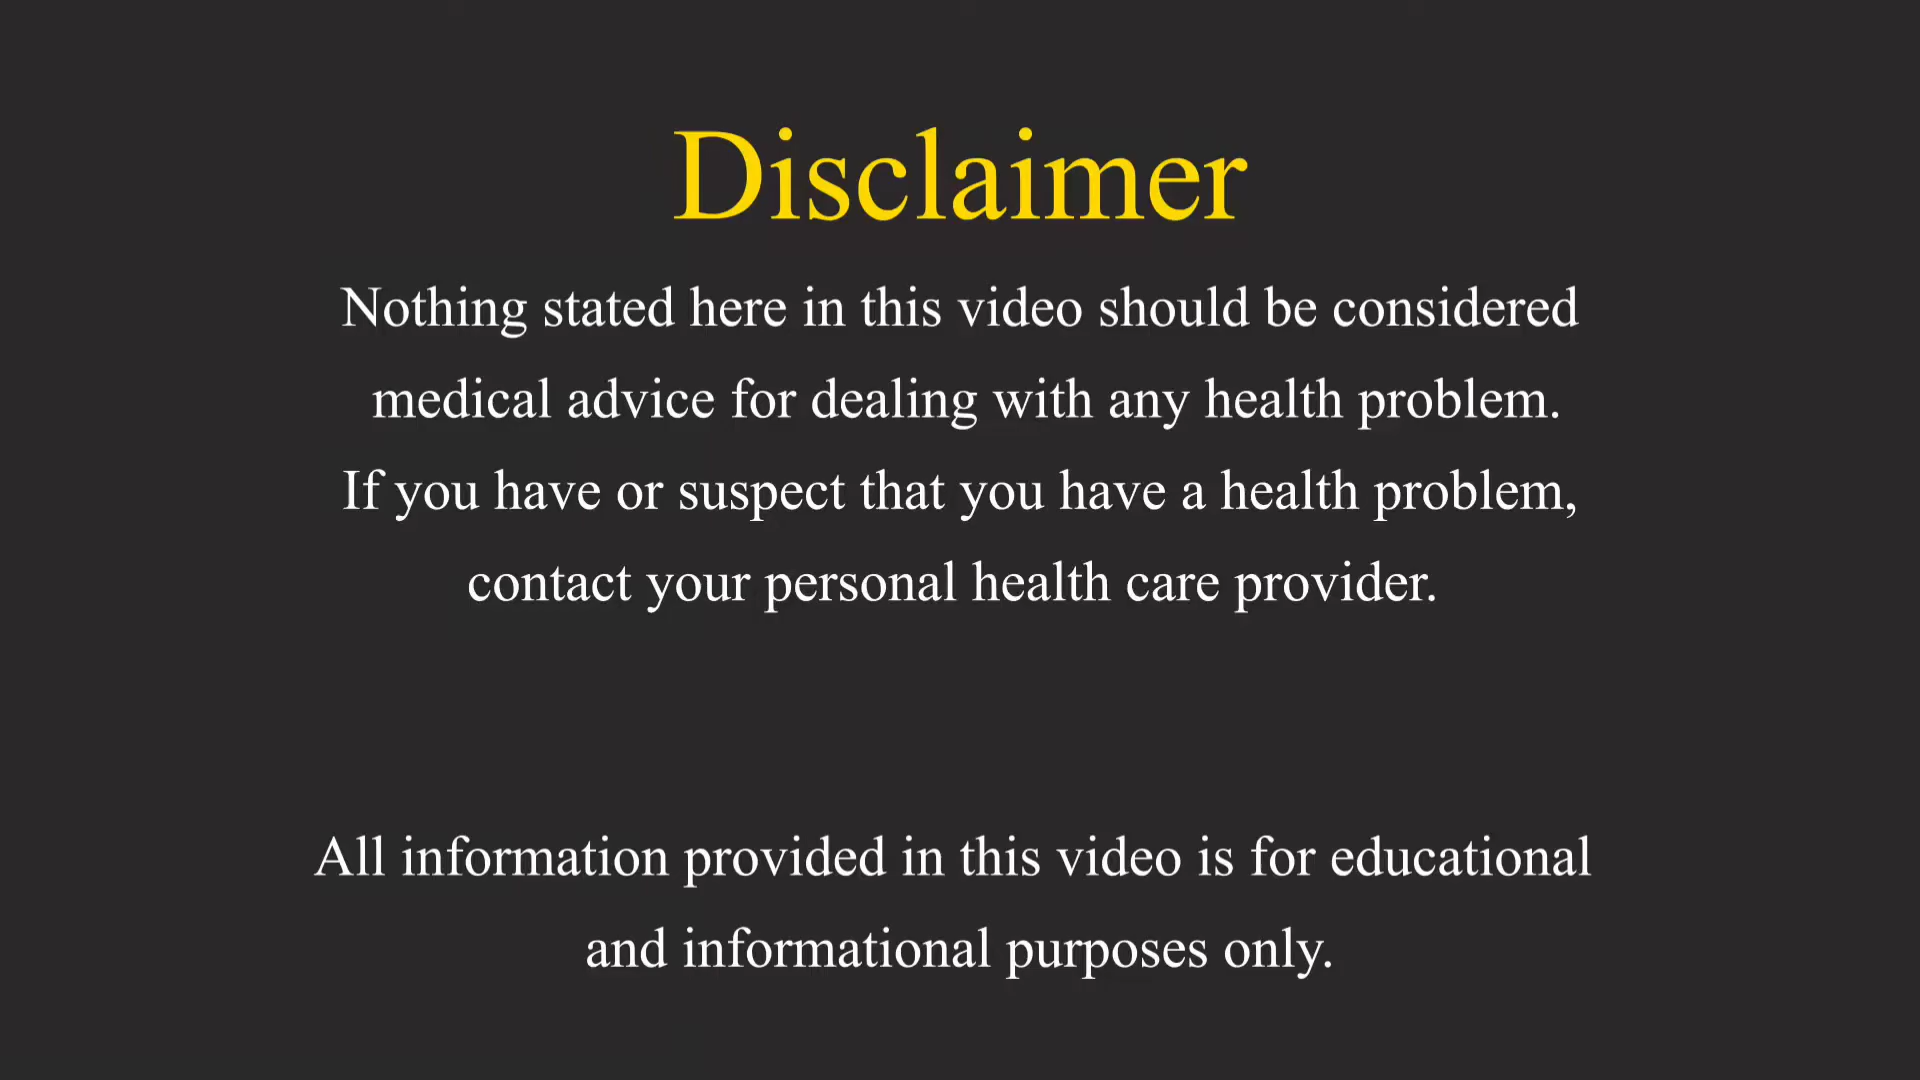 Disclaimer
Nothing stated here in this video should be considered
medical advice for dealing with any health problem.
If you have or suspect that you have a health problem,
contact your personal health care provider.
All information provided in this video is for educational
and informational purposes only.